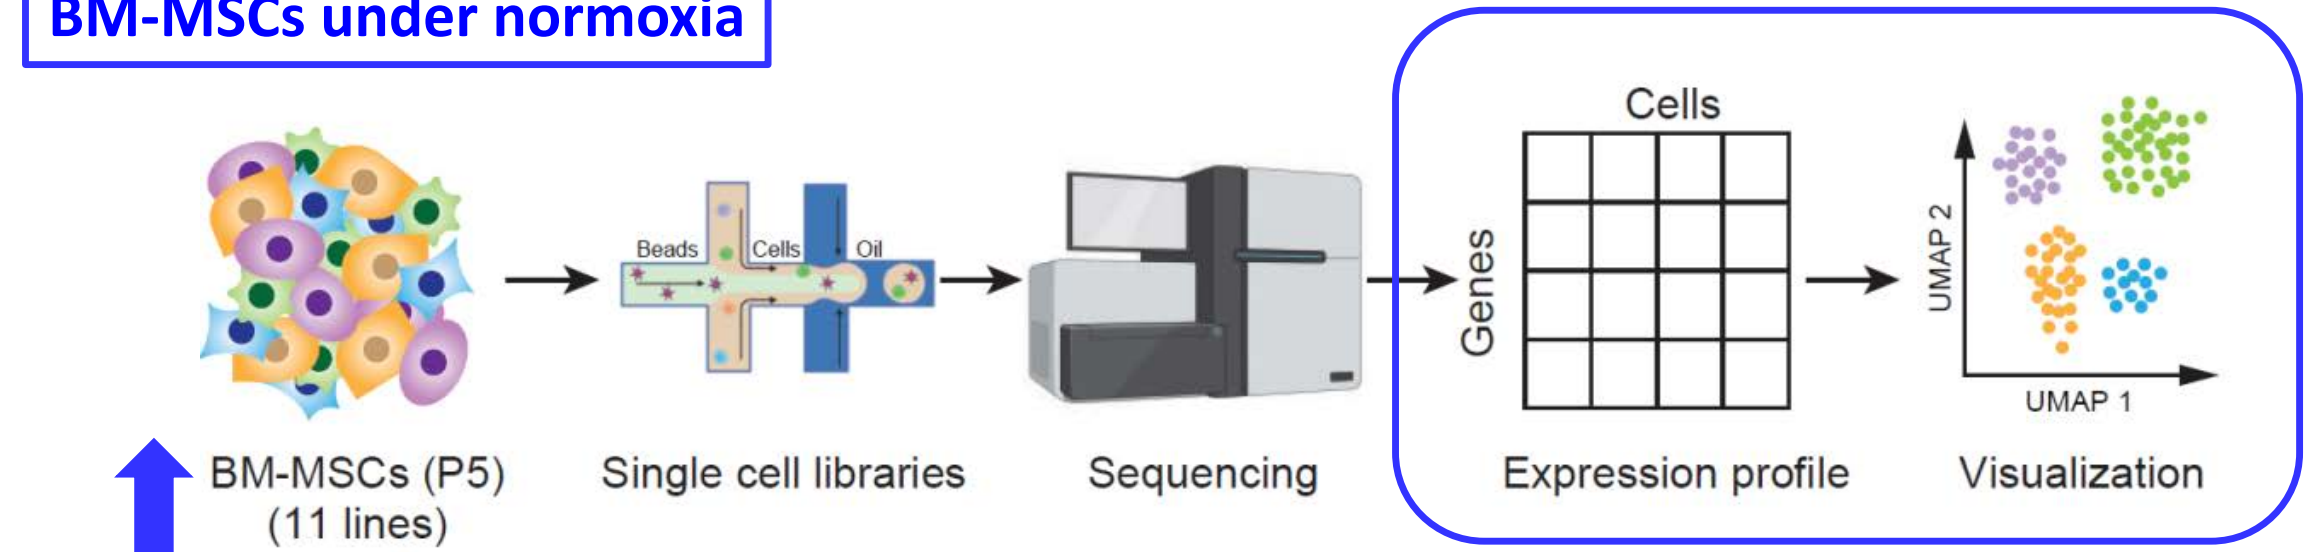 BM-MSCs under normoxia
Cells
Beads
Cells
Oil
Genes
UMAP 2
UMAP 1
BM-MSCs (P5)
(11 lines)
Single cell libraries
Sequencing
Expression profile
Visualization